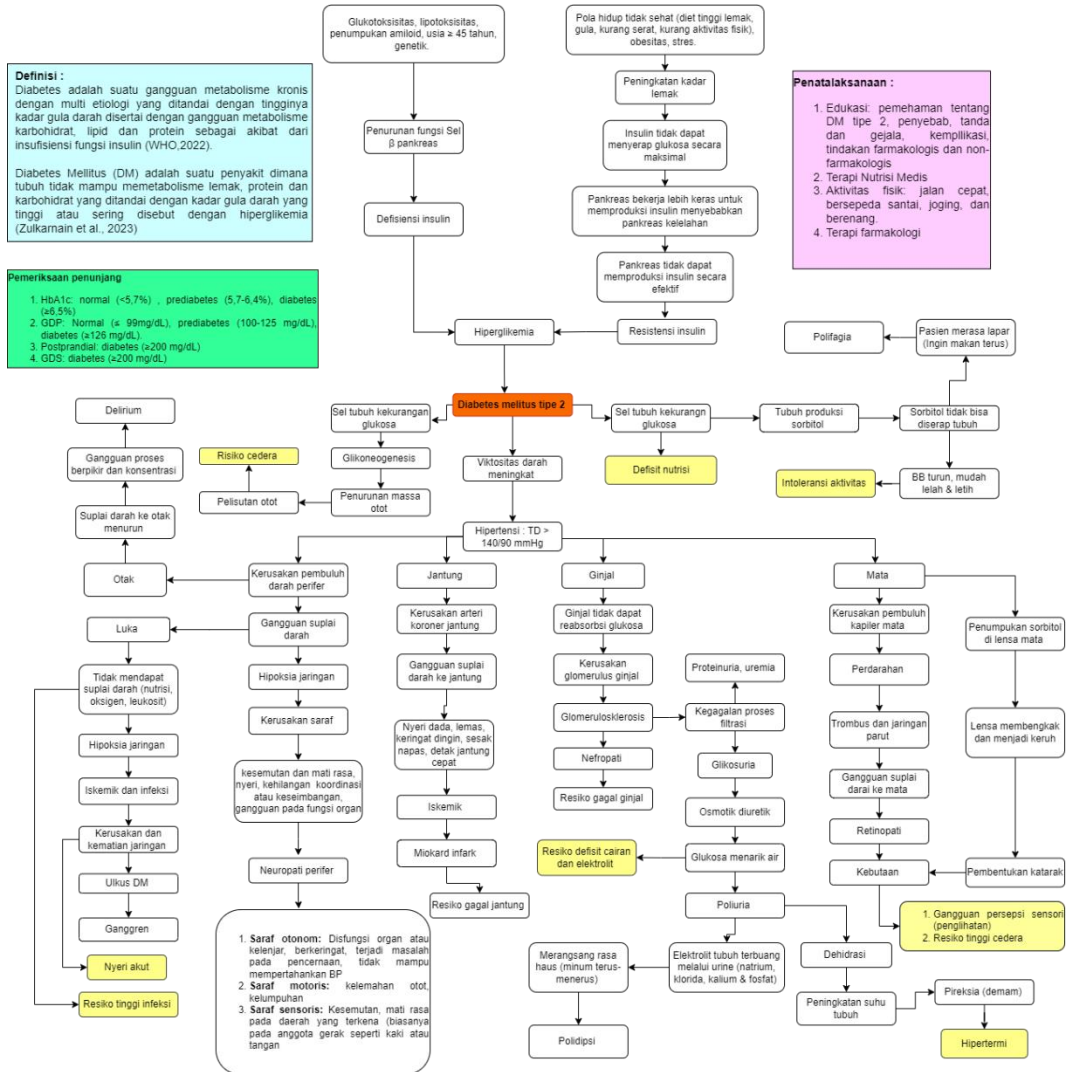 Glukotoksisitas, lipotoksisitas,
penumpukan amiloid, usia ≥ 45 tahun,
genetik.
Pola hidup tidak sehat (diet tinggi lemak,
gula, kurang serat, kurang aktivitas fisik),
obesitas, stres.
Definisi :
Diabetes adalah suatu gangguan metabolisme kronis
dengan multi etiologi yang ditandai dengan tingginya
kadar gula darah disertai dengan gangguan metabolisme
karbohidrat, lipid dan protein sebagai akibat dari
insufisiensi fungsi insulin (WHO,2022).
Diabetes Mellitus (DM) adalah suatu penyakit dimana
tubuh tidak mampu memetabolisme lemak, protein dan
karbohidrat yang ditandai dengan kadar gula darah yang
tinggi atau sering disebut dengan hiperglikemia
(Zulkarnain et al., 2023)
Peningkatan kadar
lemak
Penurunan fungsi Sel
β pankreas
Insulin tidak dapat
menyerap glukosa secara
maksimal
Defisiensi insulin
Pankreas bekerja lebih keras untuk
memproduksi insulin menyebabkan
pankreas kelelahan
Pankreas tidak dapat
memproduksi insulin secara
efektif
Penatalaksanaan :
1. Edukasi: pemehaman tentang
DM tipe 2, penyebab, tanda
dan gejala, kempllikasi,
tindakan farmakologis dan non-
farmakologis
2. Terapi Nutrisi Medis
3. Aktivitas fisik: jalan cepat,
bersepeda santai, joging, dan
berenang.
4. Terapi farmakologi
Pemeriksaan penunjang
1. HbA1c: normal (<5,7%) , prediabetes (5,7-6,4%), diabetes
(≥6,5%)
2. GDP: Normal (≤ 99mg/dL), prediabetes (100-125 mg/dL),
diabetes (≥126 mg/dL).
3. Postprandial: diabetes (≥200 mg/dL)
4. GDS: diabetes (≥200 mg/dL)
Hiperglikemia
Resistensi insulin
Polifagia
Pasien merasa lapar
(Ingin makan terus)
Diabetes melitus tipe 2
Sel tubuh kekurangan
glukosa
Sel tubuh kekurangn
glukosa
Tubuh produksi
sorbitol
Sorbitol tidak bisa
diserap tubuh
Delirium
Gangguan proses
berpikir dan konsentrasi
Risiko cedera
Glikoneogenesis
Viktositas darah
meningkat
Defisit nutrisi
Intoleransi aktivitas
BB turun, mudah
lelah & letih
Pelisutan otot
Penurunan massa
otot
Suplai darah ke otak
menurun
Hipertensi : TD >
140/90 mmHg
Otak
Kerusakan pembuluh
darah perifer
Jantung
Ginjal
Mata
Luka
Gangguan suplai
darah
Kerusakan arteri
koroner jantung
Ginjal tidak dapat
reabsorbsi glukosa
Kerusakan pembuluh
kapiler mata
Penumpukan sorbitol
di lensa mata
Tidak mendapat
suplai darah (nutrisi,
oksigen, leukosit)
Hipoksia jaringan
Gangguan suplai
darah ke jantung
Kerusakan
glomerulus ginjal
Proteinuria, uremia
Perdarahan
Kerusakan saraf
Glomerulosklerosis
Kegagalan proses
filtrasi
Trombus dan jaringan
parut
Lensa membengkak
dan menjadi keruh
Hipoksia jaringan
Nyeri dada, lemas,
keringat dingin, sesak
napas, detak jantung
cepat
Nefropati
Glikosuria
Gangguan suplai
darai ke mata
Iskemik dan infeksi
kesemutan dan mati rasa,
nyeri, kehilangan koordinasi
atau keseimbangan,
gangguan pada fungsi organ
Iskemik
Resiko gagal ginjal
Osmotik diuretik
Retinopati
Kerusakan dan
kematian jaringan
Miokard infark
Resiko defisit cairan
dan elektrolit
Glukosa menarik air
Kebutaan
Pembentukan katarak
Ulkus DM
Neuropati perifer
Resiko gagal jantung
Poliuria
Ganggren
1. Gangguan persepsi sensori
(penglihatan)
2. Resiko tinggi cedera
Nyeri akut
Resiko tinggi infeksi
1. Saraf otonom: Disfungsi organ atau
kelenjar, berkeringat, terjadi masalah
pada pencernaan, tidak mampu
mempertahankan BP
2. Saraf motoris: kelemahan otot,
kelumpuhan
3. Saraf sensoris: Kesemutan, mati rasa
pada daerah yang terkena (biasanya
pada anggota gerak seperti kaki atau
tangan
Merangsang rasa
haus (minum terus-
menerus)
Elektrolit tubuh terbuang
melalui urine (natrium,
klorida, kalium & fosfat)
Dehidrasi
Polidipsi
Peningkatan suhu
tubuh
Pireksia (demam)
Hipertermi